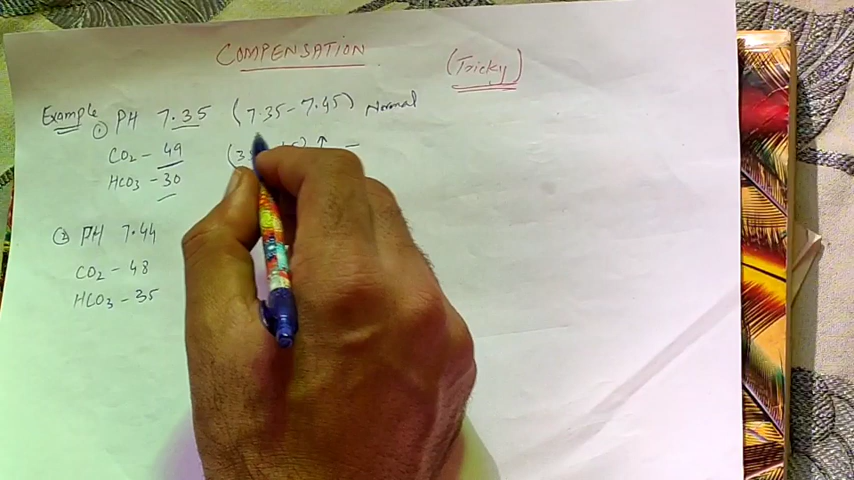 COMPENSATION
(Tricky)
Example
① PH 7.35 (7.35-7.45) Normal
CO2 - 49 ↑ -
HCO3 - 30
② PH 7.44
CO2 - 48
HCO3 - 35